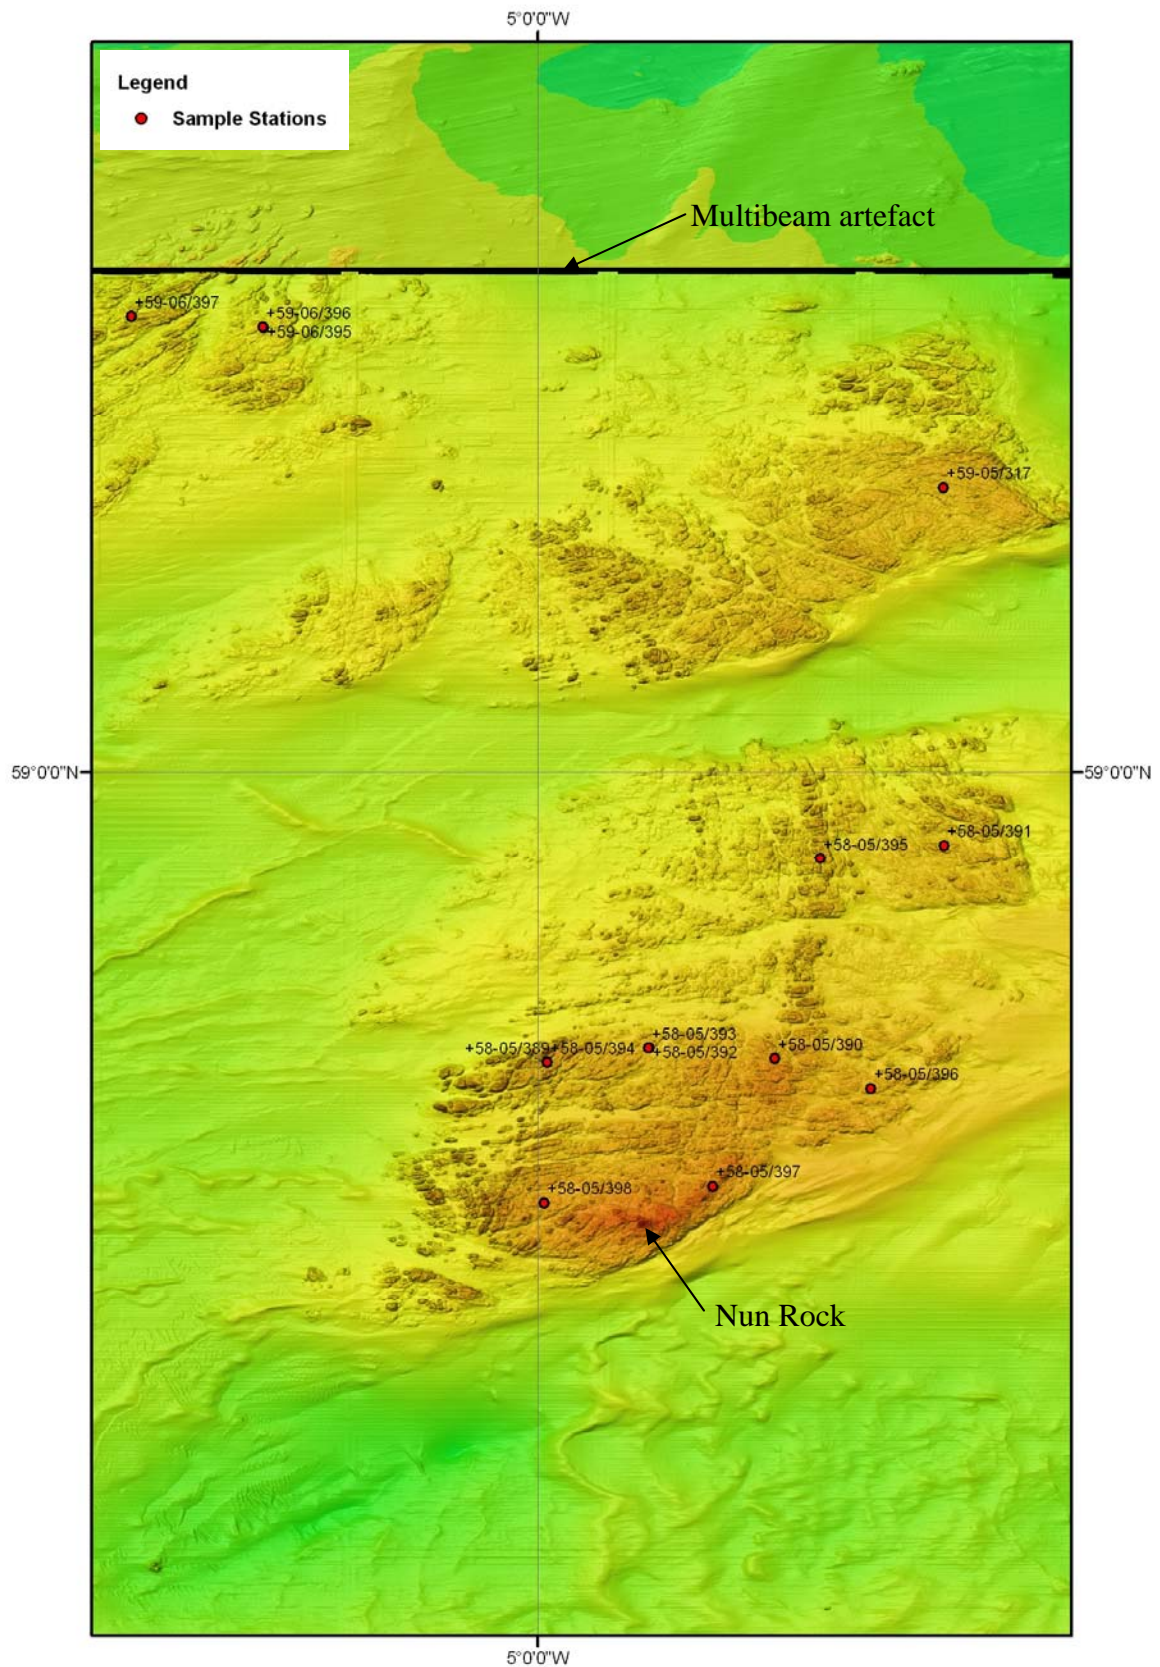 5°0'0"W
Legend
Sample Stations
Multibeam artefact
+59-06/397
+59-06/396
+59-06/395
+59-05/317
59°0'0"N
59°0'0"N
+58-05/391
+58-05/395
+58-05/393
+58-05/389+58-05/394
+58-05/392
+58-05/390
+58-05/396
+58-05/397
+58-05/398
Nun Rock
5°0'0"W